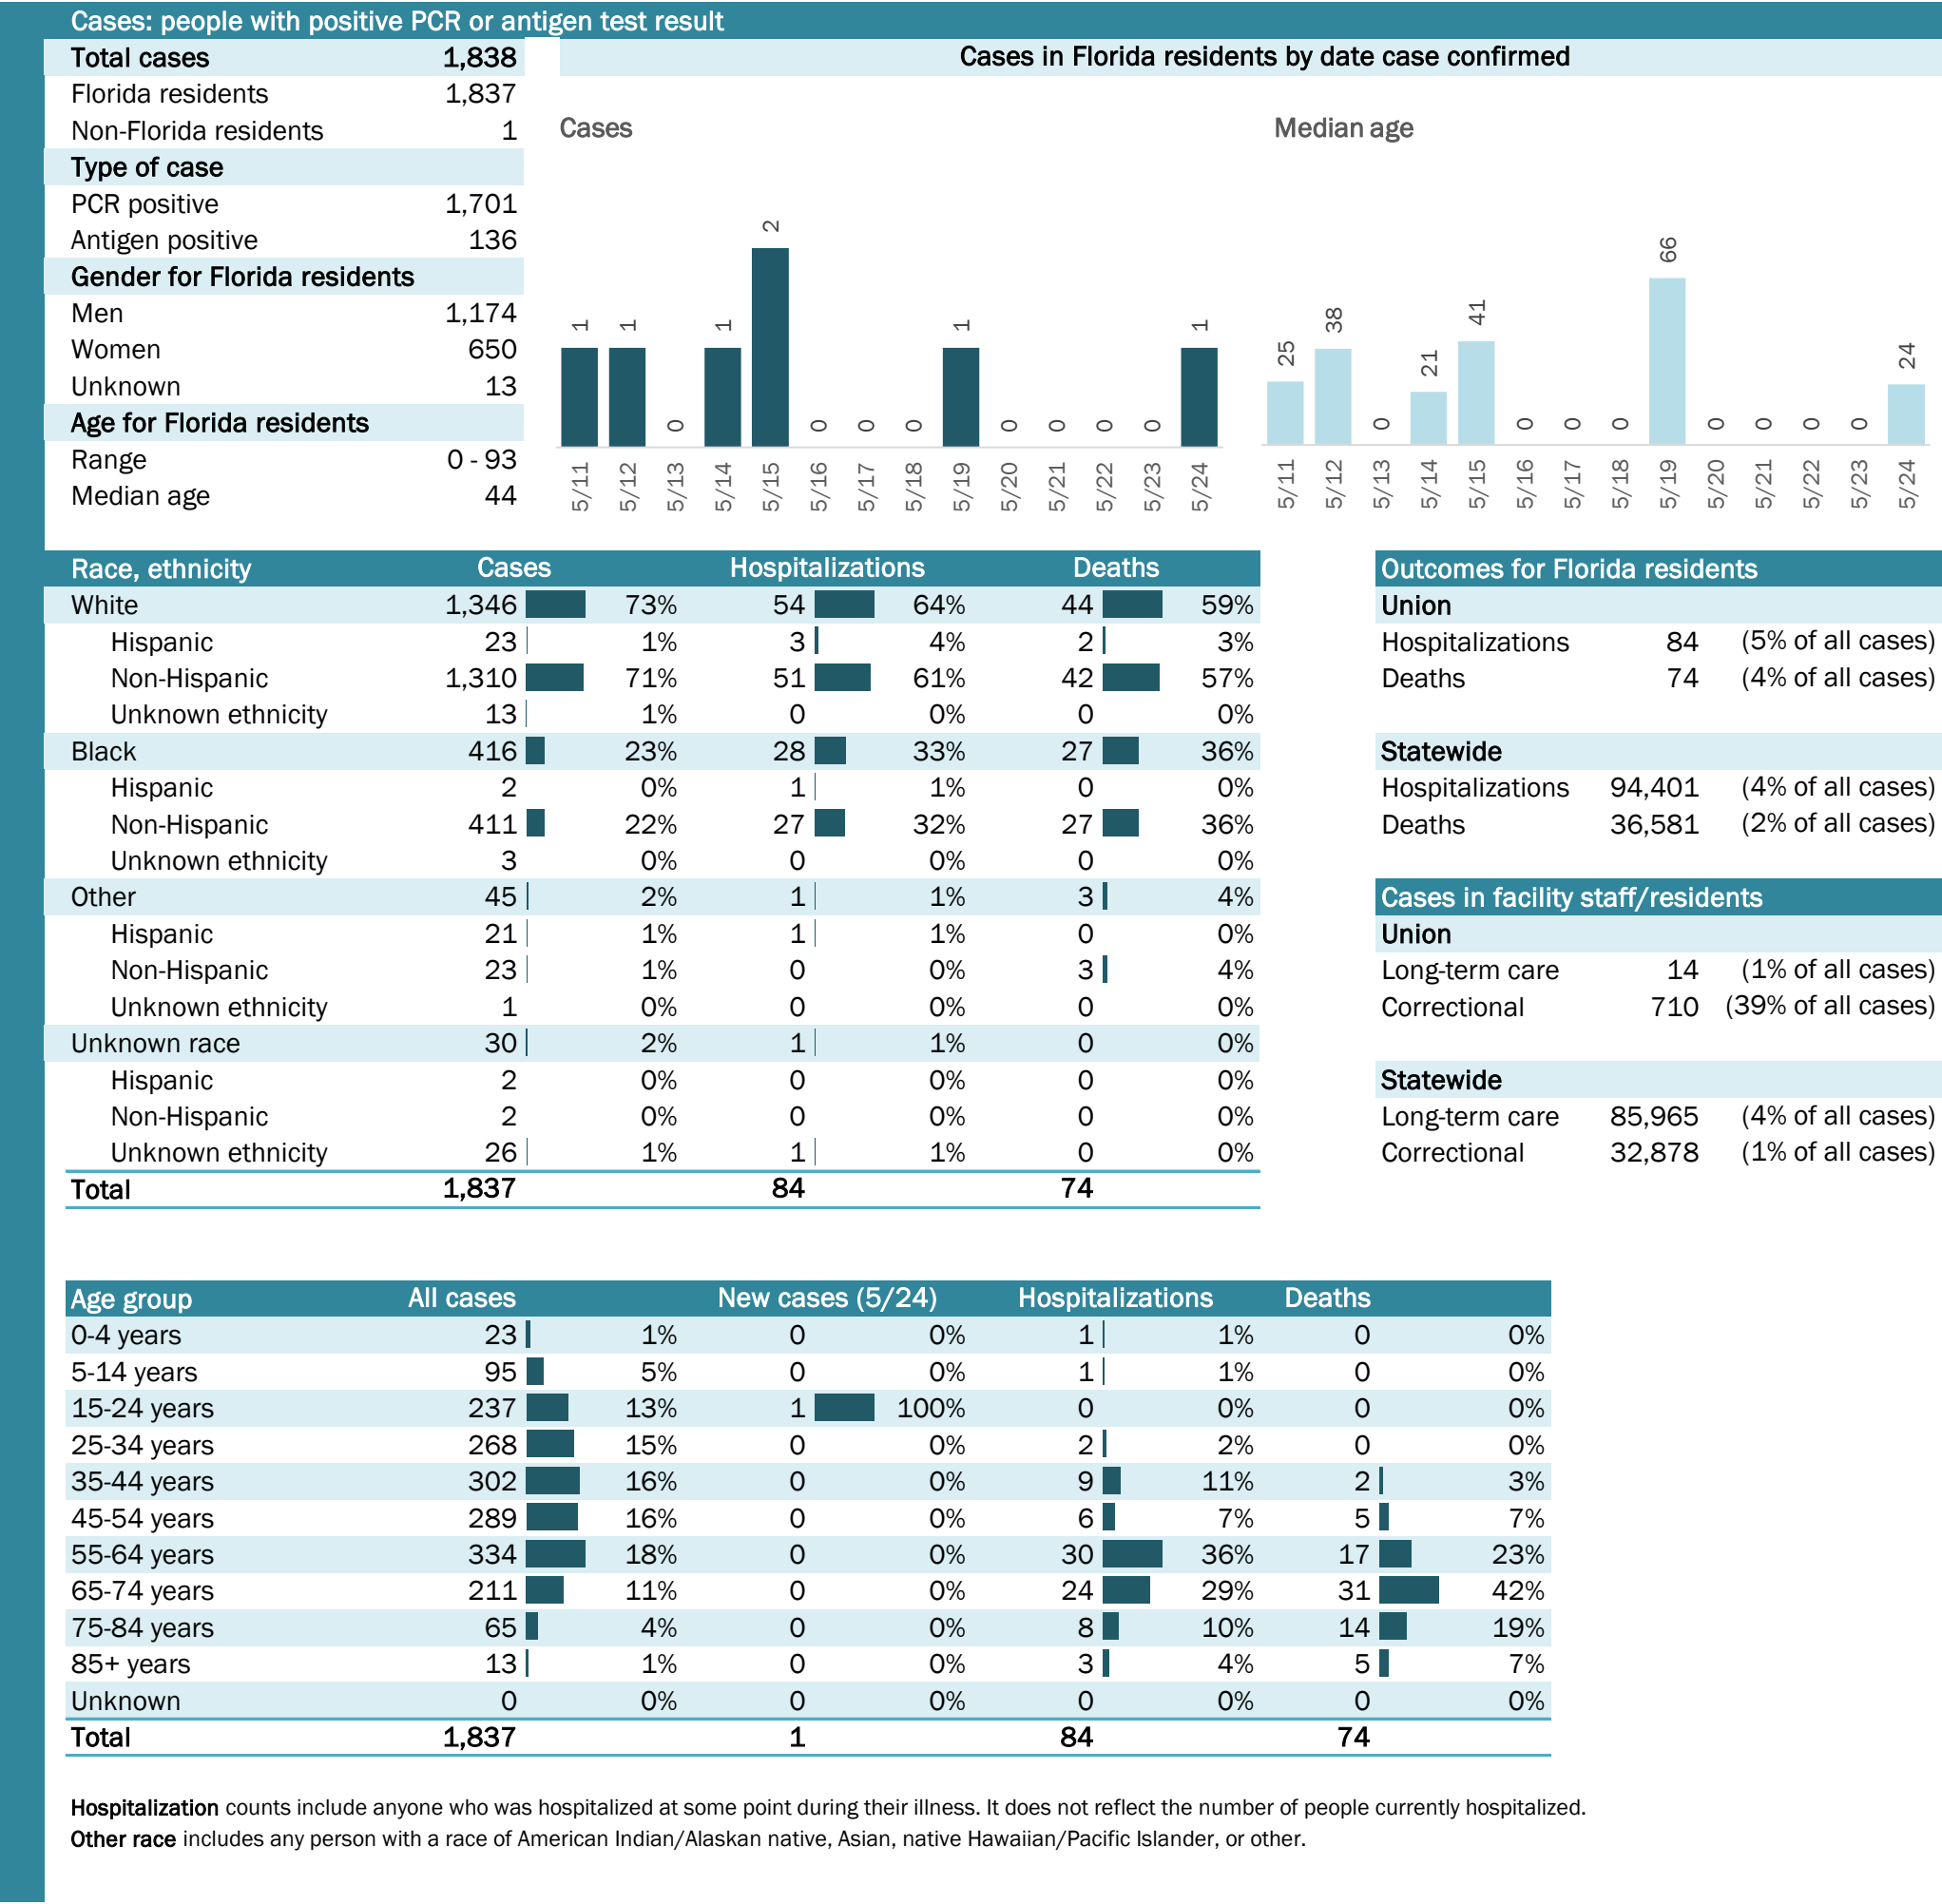 Cases: people with positive PCR or antigen test result
Total cases 1,838
Florida residents 1,837
Non-Florida residents 1
Type of case
PCR positive 1,701
Antigen positive 136
Gender for Florida residents
Men 1,174
Women 650
Unknown 13
Age for Florida residents
Range 0 - 93
Median age 44
Cases in Florida residents by date case confirmed
Cases
1 1 0 1 2 0 0 0 1 0 0 0 0 1
5/11 5/12 5/13 5/14 5/15 5/16 5/17 5/18 5/19 5/20 5/21 5/22 5/23 5/24
Median age
25 38 0 21 41 0 0 0 66 0 0 0 0 24
5/11 5/12 5/13 5/14 5/15 5/16 5/17 5/18 5/19 5/20 5/21 5/22 5/23 5/24
Race, ethnicity Cases Hospitalizations Deaths
White 1,346 73% 54 64% 44 59%
Hispanic 23 1% 3 4% 2 3%
Non-Hispanic 1,310 71% 51 61% 42 57%
Unknown ethnicity 13 1% 0 0% 0 0%
Black 416 23% 28 33% 27 36%
Hispanic 2 0% 1 1% 0 0%
Non-Hispanic 411 22% 27 32% 27 36%
Unknown ethnicity 3 0% 0 0% 0 0%
Other 45 2% 1 1% 3 4%
Hispanic 21 1% 1 1% 0 0%
Non-Hispanic 23 1% 0 0% 3 4%
Unknown ethnicity 1 0% 0 0% 0 0%
Unknown race 30 2% 1 1% 0 0%
Hispanic 2 0% 0 0% 0 0%
Non-Hispanic 2 0% 0 0% 0 0%
Unknown ethnicity 26 1% 1 1% 0 0%
Total 1,837 84 74
Outcomes for Florida residents
Union
Hospitalizations 84 (5% of all cases)
Deaths 74 (4% of all cases)
Statewide
Hospitalizations 94,401 (4% of all cases)
Deaths 36,581 (2% of all cases)
Cases in facility staff/residents
Union
Long-term care 14 (1% of all cases)
Correctional 710 (39% of all cases)
Statewide
Long-term care 85,965 (4% of all cases)
Correctional 32,878 (1% of all cases)
Age group All cases New cases (5/24) Hospitalizations Deaths
0-4 years 23 1% 0 0% 1 1% 0 0%
5-14 years 95 5% 0 0% 1 1% 0 0%
15-24 years 237 13% 1 100% 0 0% 0 0%
25-34 years 268 15% 0 0% 2 2% 0 0%
35-44 years 302 16% 0 0% 9 11% 2 3%
45-54 years 289 16% 0 0% 6 7% 5 7%
55-64 years 334 18% 0 0% 30 36% 17 23%
65-74 years 211 11% 0 0% 24 29% 31 42%
75-84 years 65 4% 0 0% 8 10% 14 19%
85+ years 13 1% 0 0% 3 4% 5 7%
Unknown 0 0% 0 0% 0 0% 0 0%
Total 1,837 1 84 74
Hospitalization counts include anyone who was hospitalized at some point during their illness. It does not reflect the number of people currently hospitalized.
Other race includes any person with a race of American Indian/Alaskan native, Asian, native Hawaiian/Pacific Islander, or other.